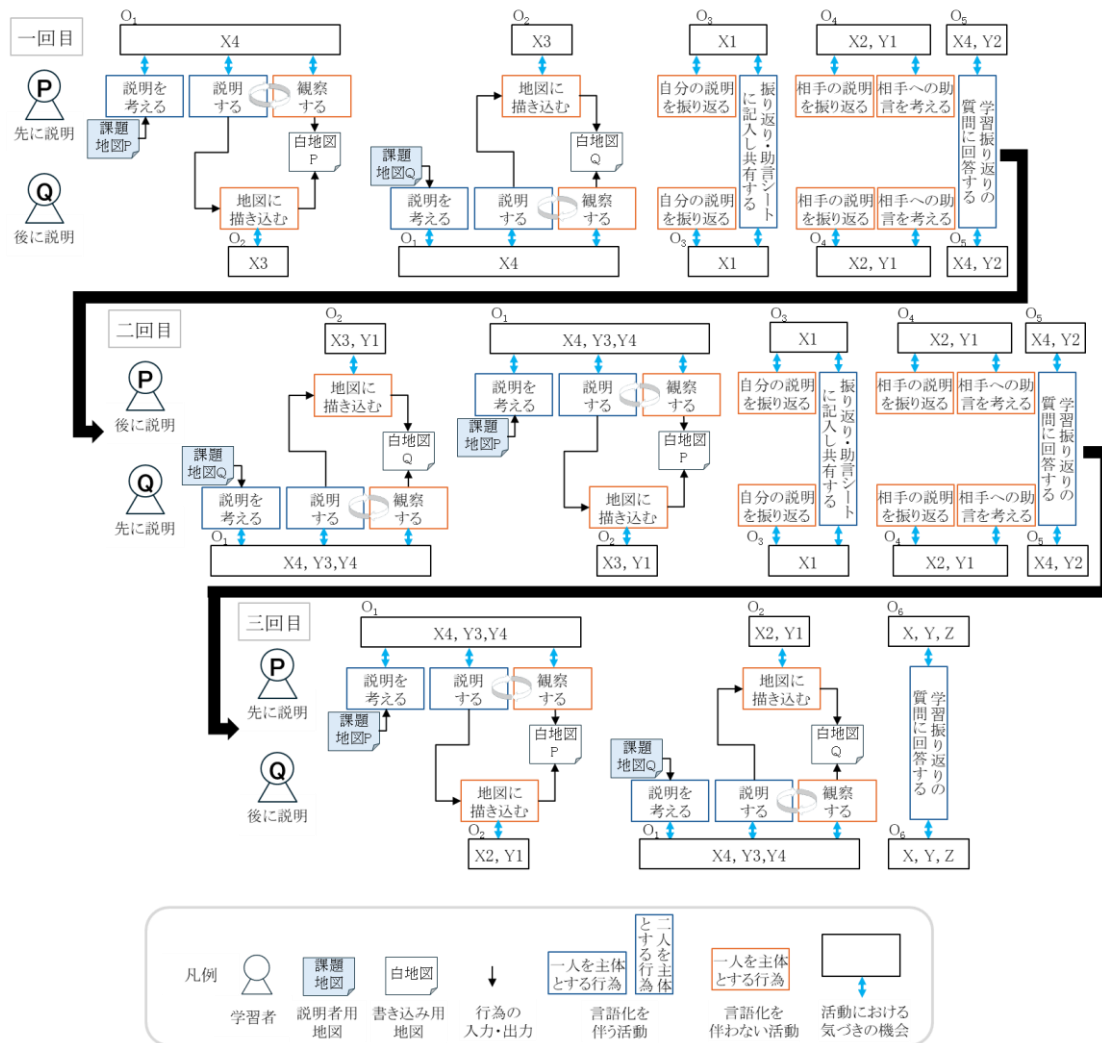 一回目
P
先に説明
Q
後に説明
O1
X4
説明を
考える
説明
する
観察
する
課題
地図P
白地図
P
地図に
描き込む
O2
X3
O2
X3
地図に
描き込む
白地図
Q
課題
地図Q
説明を
考える
説明
する
観察
する
O1
X4
O3
X1
自分の説明
を振り返る
振り返り・助言シート
に記入し共有する
自分の説明
を振り返る
O3
X1
O4
X2, Y1
相手の説明
を振り返る
相手への助
言を考える
相手の説明
を振り返る
相手への助
言を考える
O4
X2, Y1
O5
X4, Y2
学習振り返りの
質問に回答する
O5
X4, Y2
二回目
P
後に説明
Q
先に説明
O2
X3, Y1
地図に
描き込む
白地図
Q
課題
地図Q
説明を
考える
説明
する
観察
する
O1
X4, Y3,Y4
O1
X4, Y3,Y4
説明を
考える
説明
する
観察
する
課題
地図P
白地図
P
地図に
描き込む
O2
X3, Y1
O3
X1
自分の説明
を振り返る
振り返り・助言シート
に記入し共有する
自分の説明
を振り返る
O3
X1
O4
X2, Y1
相手の説明
を振り返る
相手への助
言を考える
相手の説明
を振り返る
相手への助
言を考える
O4
X2, Y1
O5
X4, Y2
学習振り返りの
質問に回答する
O5
X4, Y2
三回目
P
先に説明
Q
後に説明
O1
X4, Y3,Y4
説明を
考える
説明
する
観察
する
課題
地図P
白地図
P
地図に
描き込む
O2
X2, Y1
O2
X2, Y1
地図に
描き込む
白地図
Q
課題
地図Q
説明を
考える
説明
する
観察
する
O1
X4, Y3,Y4
O6
X, Y, Z
学習振り返りの
質問に回答する
O6
X, Y, Z
凡例
学習者
課題
地図
説明者用
地図
白地図
書き込み用
地図
行為の
入力・出力
一人を主体
とする行為
二人を主体
とする行為
言語化を
伴う活動
一人を主体
とする行為
言語化を
伴わない活動
活動における
気づきの機会